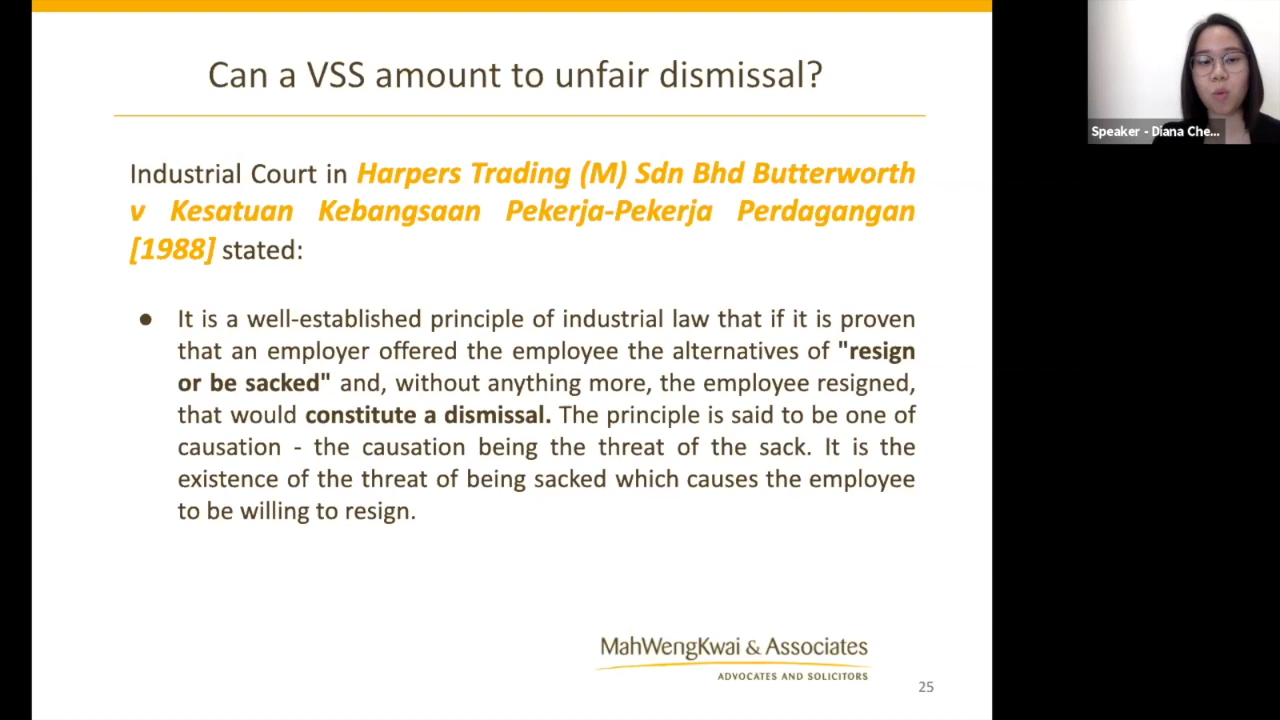 Can a VSS amount to unfair dismissal?
Industrial Court in Harpers Trading (M) Sdn Bhd Butterworth
v Kesatuan Kebangsaan Pekerja-Pekerja Perdagangan
[1988] stated:
● It is a well-established principle of industrial law that if it is proven
that an employer offered the employee the alternatives of "resign
or be sacked" and, without anything more, the employee resigned,
that would constitute a dismissal. The principle is said to be one of
causation - the causation being the threat of the sack. It is the
existence of the threat of being sacked which causes the employee
to be willing to resign.
MahWengKwai & Associates
ADVOCATES AND SOLICITORS
25
Speaker - Diana Che...